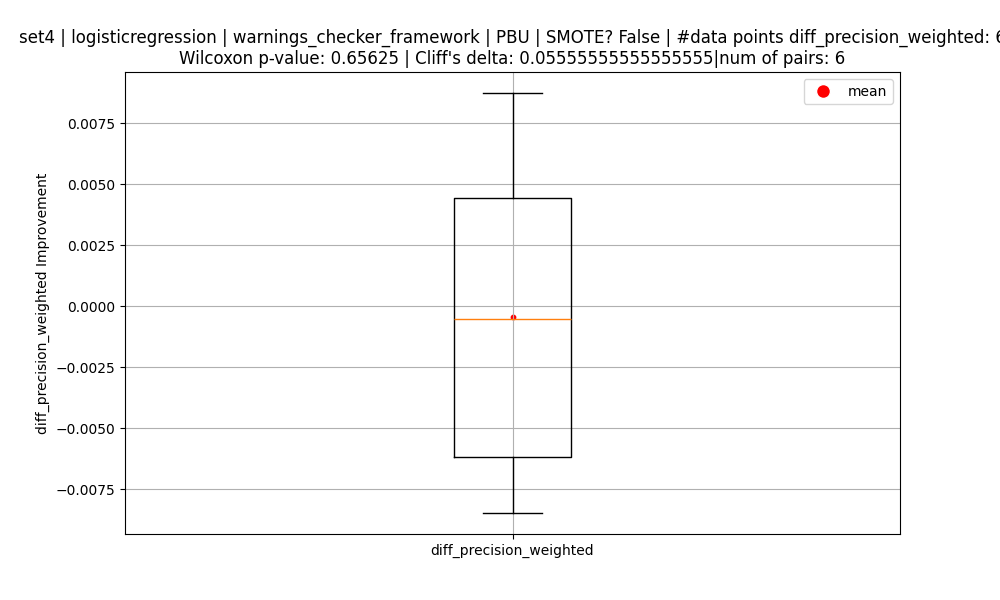 set4 | logisticregression | warnings_checker_framework | PBU | SMOTE? False | #data points diff_precision_weighted: 6
Wilcoxon p-value: 0.65625 | Cliff's delta: 0.05555555555555555|num of pairs: 6
mean
0.0075
0.0050
0.0025
0.0000
−0.0025
−0.0050
−0.0075
diff_precision_weighted Improvement
diff_precision_weighted